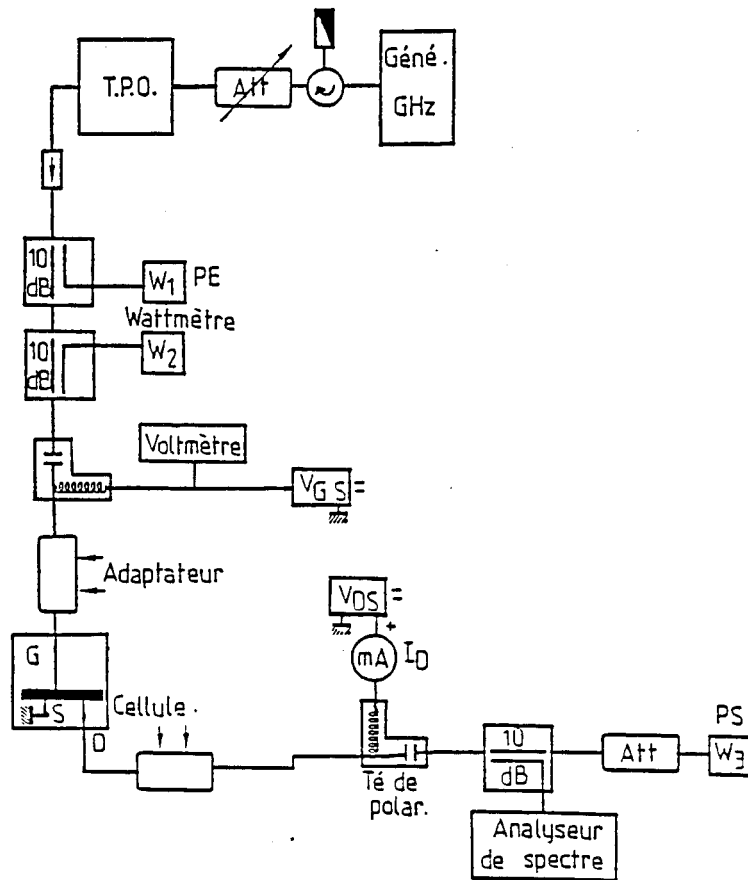 T.P.O.
Att
Géné.
GHz
10
dB
W1
PE
Wattmètre
10
dB
W2
Voltmètre
VGS
=
Adaptateur
VDS
=
+
mA
ID
G
S
D
Cellule.
Té de
polar.
10
dB
Att
PS
W3
Analyseur
de spectre